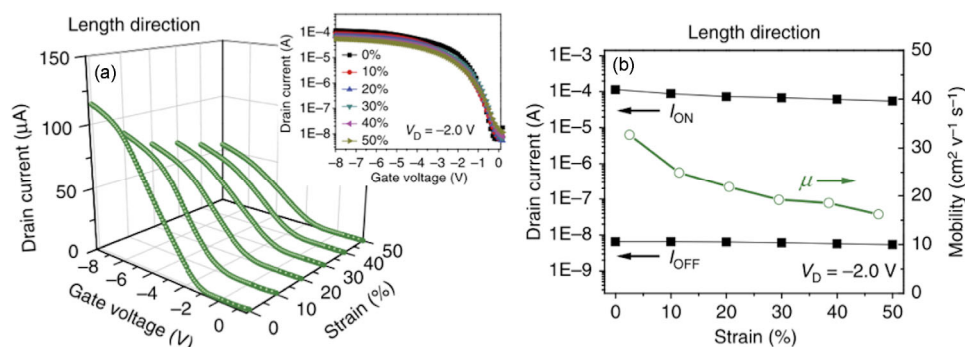 Length direction
(a)
Drain current (μA)
150
100
50
0
Gate voltage (V)
−8
−6
−4
−2
0
Strain (%)
0
10
20
30
40
50
Drain current (A)
1E−4
1E−5
1E−6
1E−7
1E−8
0%
10%
20%
30%
40%
50%
V_D = −2.0 V
−8 −7 −6 −5 −4 −3 −2 −1 0
Gate voltage (V)
Length direction
(b)
Drain current (A)
1E−3
1E−4
1E−5
1E−6
1E−7
1E−8
1E−9
I_ON
μ
I_OFF
V_D = −2.0 V
50
40
30
20
10
0
Mobility (cm² v⁻¹ s⁻¹)
0 10 20 30 40 50
Strain (%)